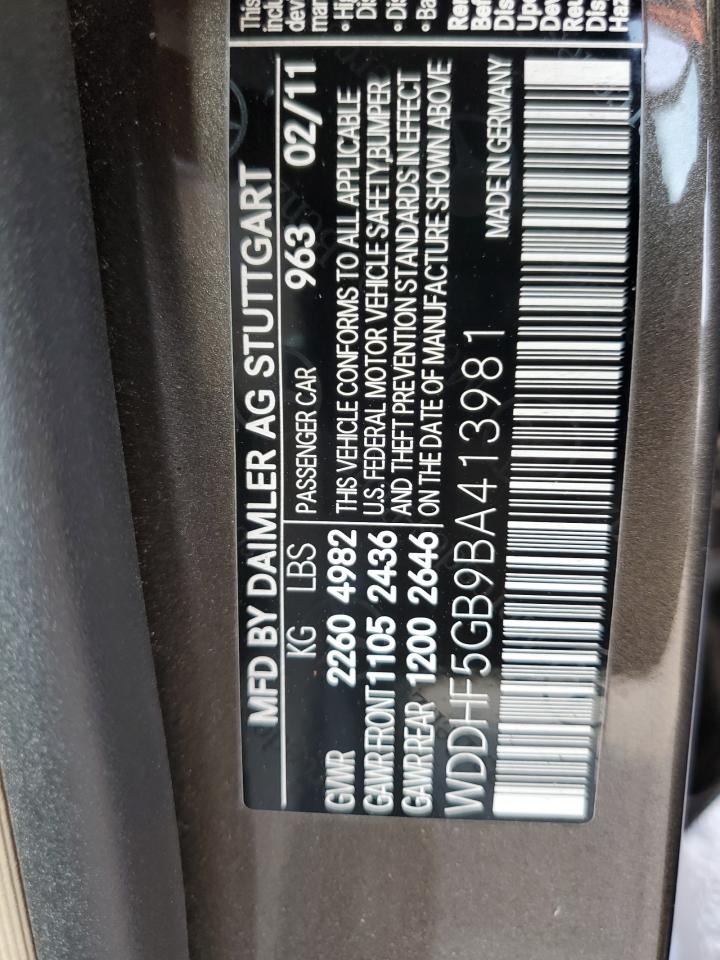 MFD BY DAIMLER AG STUTTGART
KG LBS PASSENGER CAR 963 02/11
GWR 2260 4982 THIS VEHICLE CONFORMS TO ALL APPLICABLE
GAWR FRONT 1105 2436 U.S. FEDERAL MOTOR VEHICLE SAFETY, BUMPER,
GAWR REAR 1200 2646 AND THEFT PREVENTION STANDARDS IN EFFECT
ON THE DATE OF MANUFACTURE SHOWN ABOVE
WDDHF5GB9BA413981 MADE IN GERMANY
This